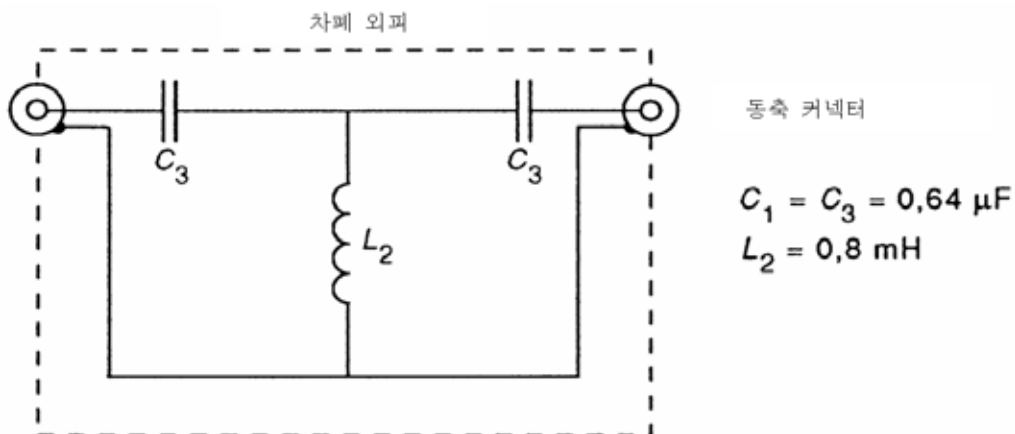 차폐 외피
동축 커넥터
C₃
C₃
C₁ = C₃ = 0,64 μF
L₂
L₂ = 0,8 mH